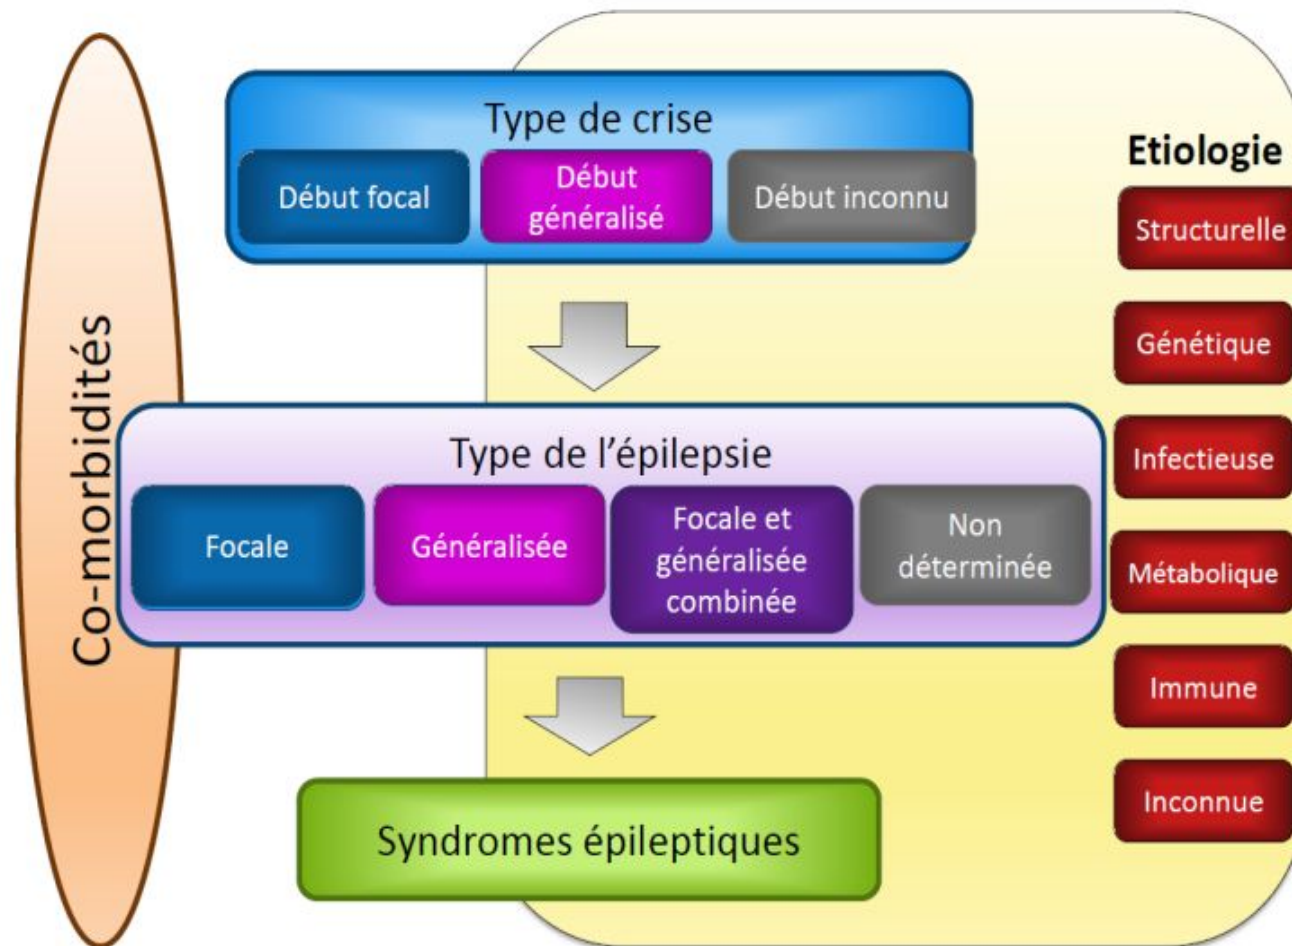 Co-morbidités
Type de crise
Début focal
Début
généralisé
Début inconnu
Type de l'épilepsie
Focale
Généralisée
Focale et
généralisée
combinée
Non
déterminée
Syndromes épileptiques
Etiologie
Structurelle
Génétique
Infectieuse
Métabolique
Immune
Inconnue